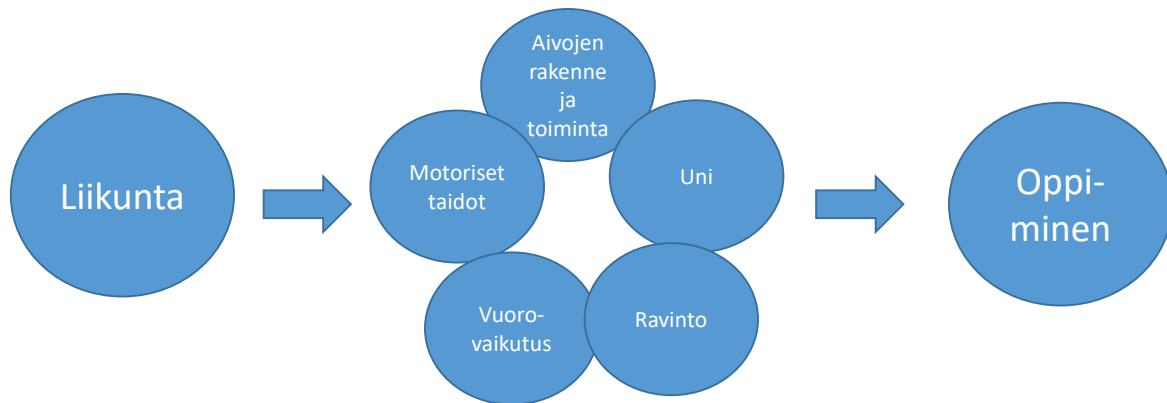 Liikunta
Aivojen
rakenne
ja
toiminta
Motoriset
taidot
Uni
Vuoro-
vaikutus
Ravinto
Oppi-
minen